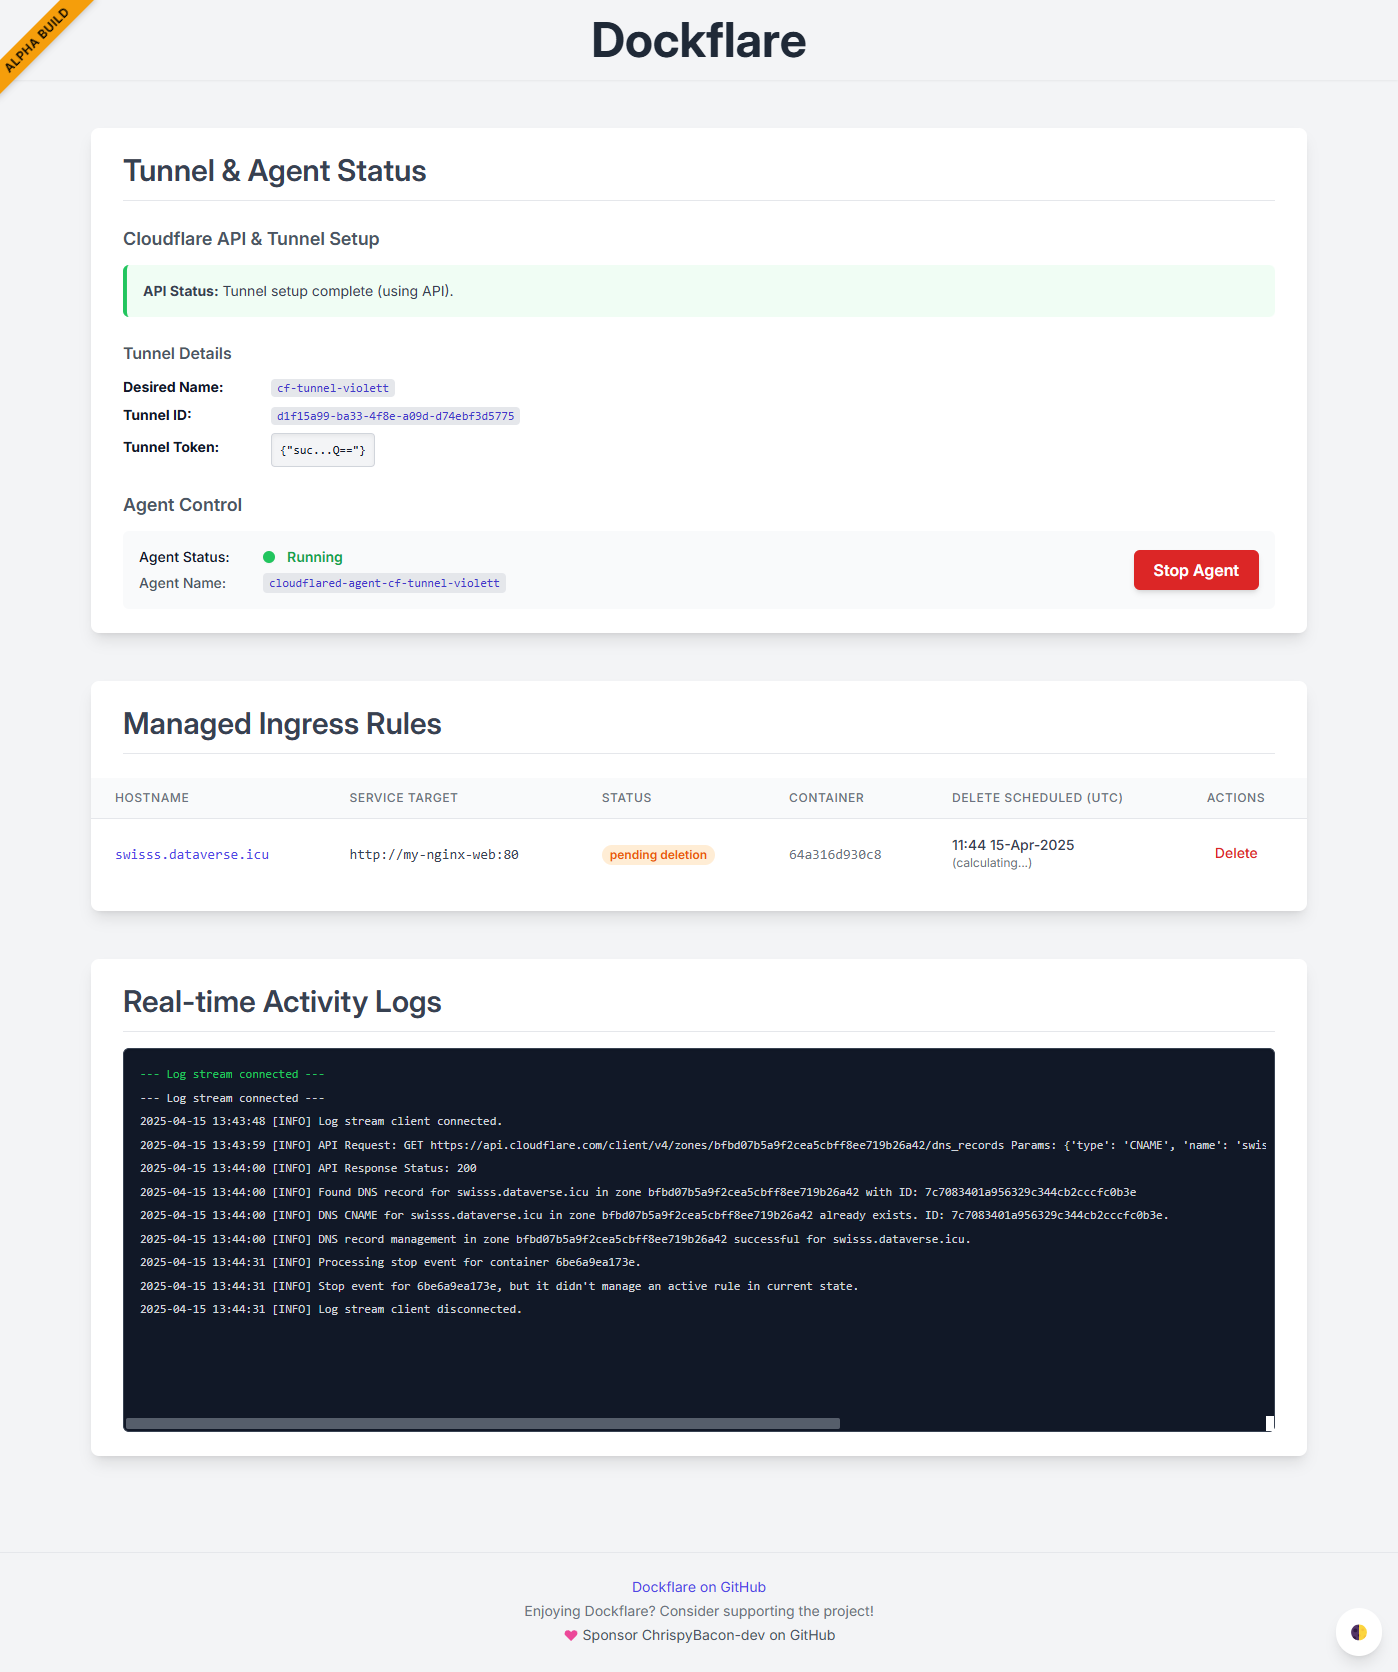 ALPHA BUILD
Dockflare
Tunnel & Agent Status
Cloudflare API & Tunnel Setup
API Status: Tunnel setup complete (using API).
Tunnel Details
Desired Name: cf-tunnel-violett
Tunnel ID: d1f15a99-ba33-4f8e-a09d-d74ebf3d5775
Tunnel Token: {"suc...Q=="}
Agent Control
Agent Status: Running
Agent Name: cloudflared-agent-cf-tunnel-violett
Stop Agent
Managed Ingress Rules
HOSTNAME SERVICE TARGET STATUS CONTAINER DELETE SCHEDULED (UTC) ACTIONS
swisss.dataverse.icu http://my-nginx-web:80 pending deletion 64a316d930c8 11:44 15-Apr-2025 Delete
(calculating...)
Real-time Activity Logs
--- Log stream connected ---
--- Log stream connected ---
2025-04-15 13:43:48 [INFO] Log stream client connected.
2025-04-15 13:43:59 [INFO] API Request: GET https://api.cloudflare.com/client/v4/zones/bfbd07b5a9f2cea5cbff8ee719b26a42/dns_records Params: {'type': 'CNAME', 'name': 'swis
2025-04-15 13:44:00 [INFO] API Response Status: 200
2025-04-15 13:44:00 [INFO] Found DNS record for swisss.dataverse.icu in zone bfbd07b5a9f2cea5cbff8ee719b26a42 with ID: 7c7083401a956329c344cb2cccfc0b3e
2025-04-15 13:44:00 [INFO] DNS CNAME for swisss.dataverse.icu in zone bfbd07b5a9f2cea5cbff8ee719b26a42 already exists. ID: 7c7083401a956329c344cb2cccfc0b3e.
2025-04-15 13:44:00 [INFO] DNS record management in zone bfbd07b5a9f2cea5cbff8ee719b26a42 successful for swisss.dataverse.icu.
2025-04-15 13:44:31 [INFO] Processing stop event for container 6be6a9ea173e.
2025-04-15 13:44:31 [INFO] Stop event for 6be6a9ea173e, but it didn't manage an active rule in current state.
2025-04-15 13:44:31 [INFO] Log stream client disconnected.
Dockflare on GitHub
Enjoying Dockflare? Consider supporting the project!
Sponsor ChrispyBacon-dev on GitHub